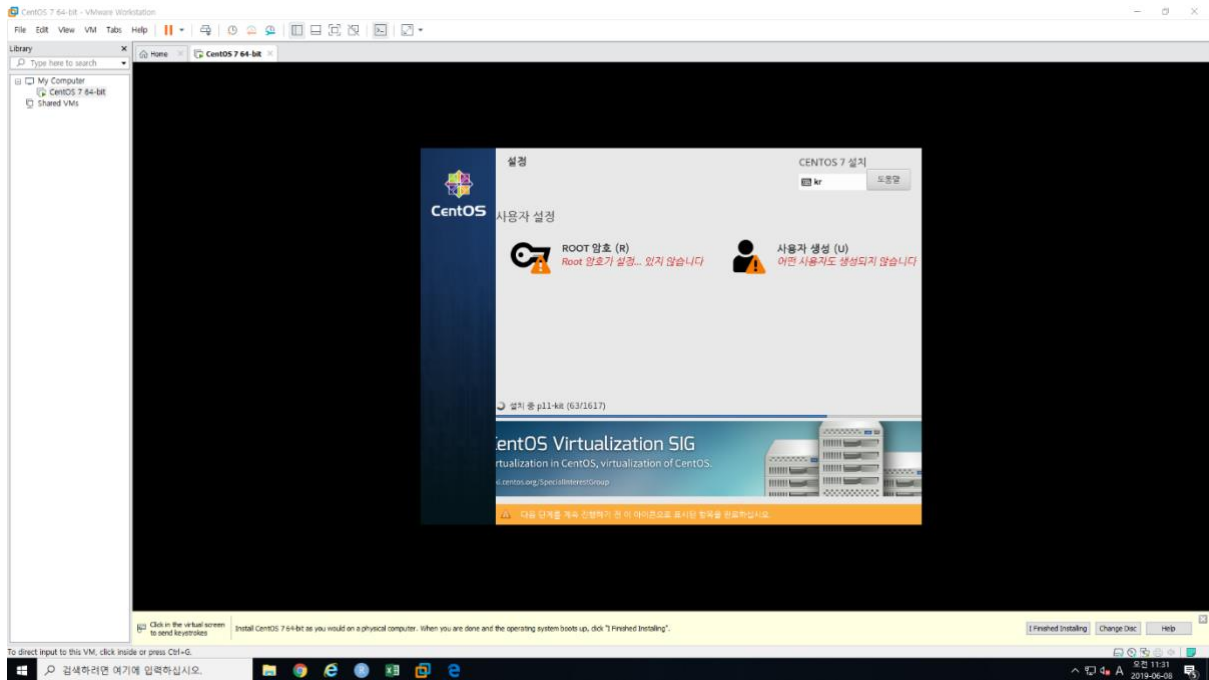 CentOS 7 64-bit - VMware Workstation
File Edit View VM Tabs Help
Library
Home
CentOS 7 64-bit
Type here to search
My Computer
CentOS 7 64-bit
Shared VMs
설정
CENTOS 7 설치
kr
도움말
CentOS
사용자 설정
ROOT 암호 (R)
Root 암호가 설정... 있지 않습니다
사용자 생성 (U)
어떤 사용자도 생성되지 않습니다
설치 중 p11-kit (63/1617)
entOS Virtualization SIG
rtualization in CentOS, virtualization of CentOS.
i.centos.org/SpecialInterestGroup
다음 단계를 계속 진행하기 전 이 아이콘으로 표시된 항목을 완료하십시오.
Click in the virtual screen
to send keystrokes
Install CentOS 7 64-bit as you would on a physical computer. When you are done and the operating system boots up, click "I Finished Installing".
I Finished Installing
Change Disc
Help
To direct input to this VM, click inside or press Ctrl+G.
검색하려면 여기에 입력하십시오.
A
오전 11:31
2019-06-08